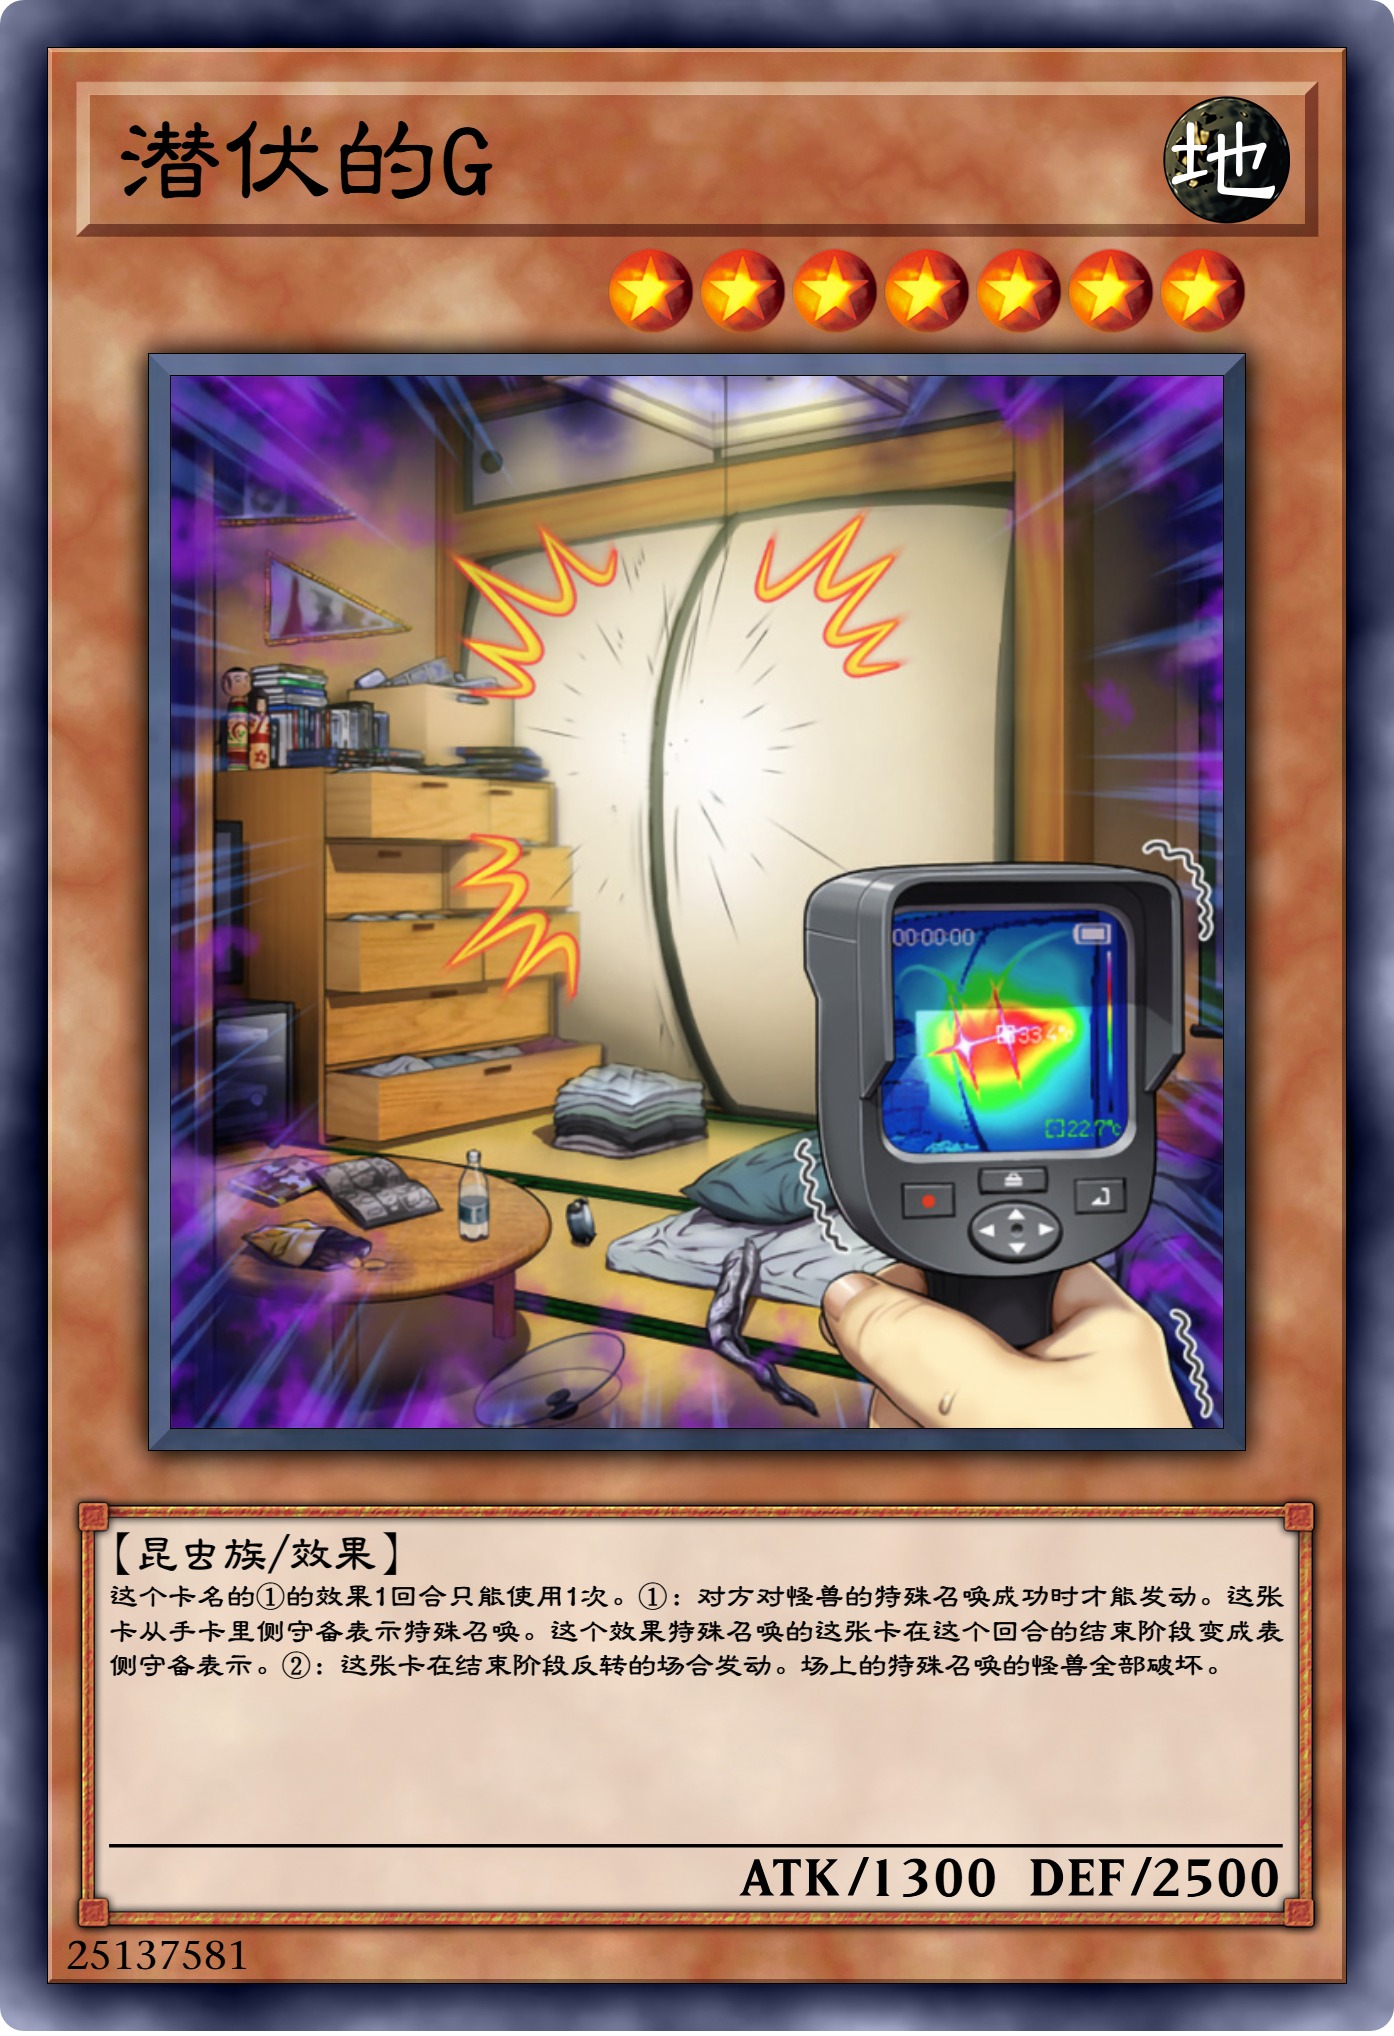 潜伏的G
地
00:00:00
33.4℃
22.7℃
【昆虫族/效果】
这个卡名的①的效果1回合只能使用1次。①：对方对怪兽的特殊召唤成功时才能发动。这张
卡从手卡里侧守备表示特殊召唤。这个效果特殊召唤的这张卡在这个回合的结束阶段变成表
侧守备表示。②：这张卡在结束阶段反转的场合发动。场上的特殊召唤的怪兽全部破坏。
ATK/1300 DEF/2500
25137581